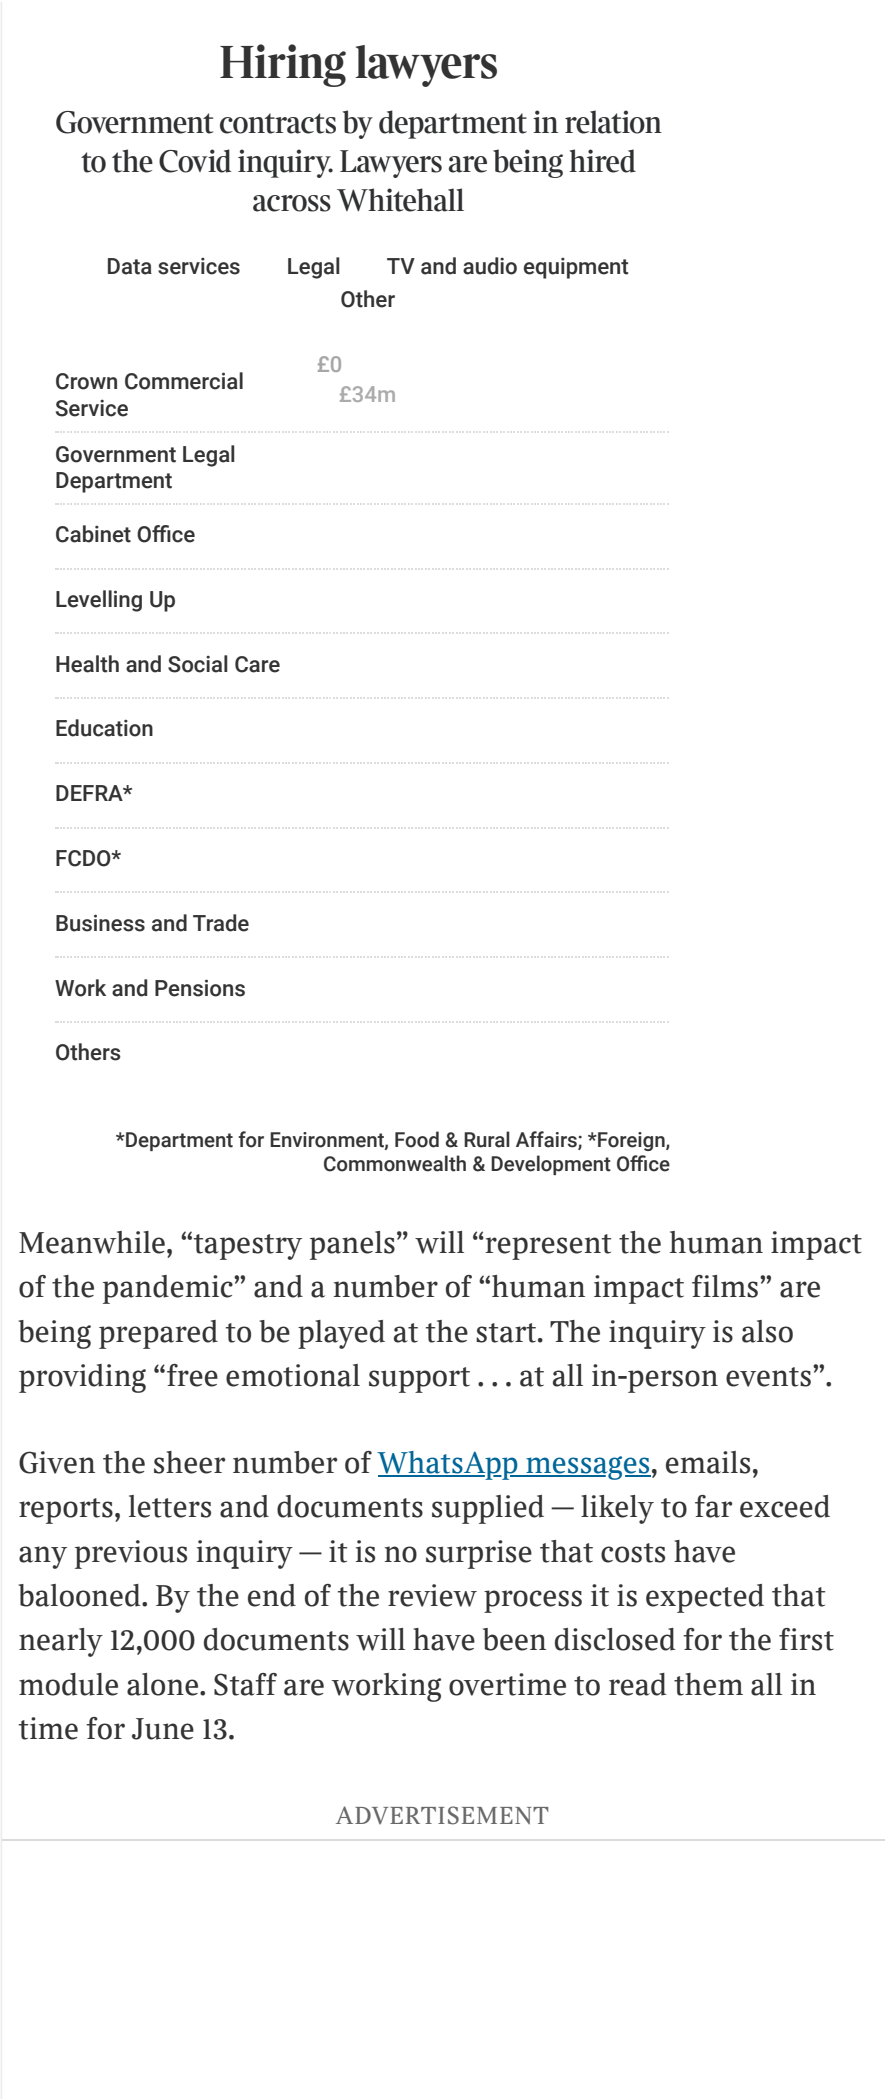 Hiring lawyers
Government contracts by department in relation
to the Covid inquiry. Lawyers are being hired
across Whitehall
Data services Legal TV and audio equipment
Other
£0
£34m
Crown Commercial
Service
Government Legal
Department
Cabinet Office
Levelling Up
Health and Social Care
Education
DEFRA*
FCDO*
Business and Trade
Work and Pensions
Others
*Department for Environment, Food & Rural Affairs; *Foreign,
Commonwealth & Development Office
Meanwhile, “tapestry panels” will “represent the human impact
of the pandemic” and a number of “human impact films” are
being prepared to be played at the start. The inquiry is also
providing “free emotional support . . . at all in-person events”.
Given the sheer number of WhatsApp messages, emails,
reports, letters and documents supplied — likely to far exceed
any previous inquiry — it is no surprise that costs have
balooned. By the end of the review process it is expected that
nearly 12,000 documents will have been disclosed for the first
module alone. Staff are working overtime to read them all in
time for June 13.
ADVERTISEMENT